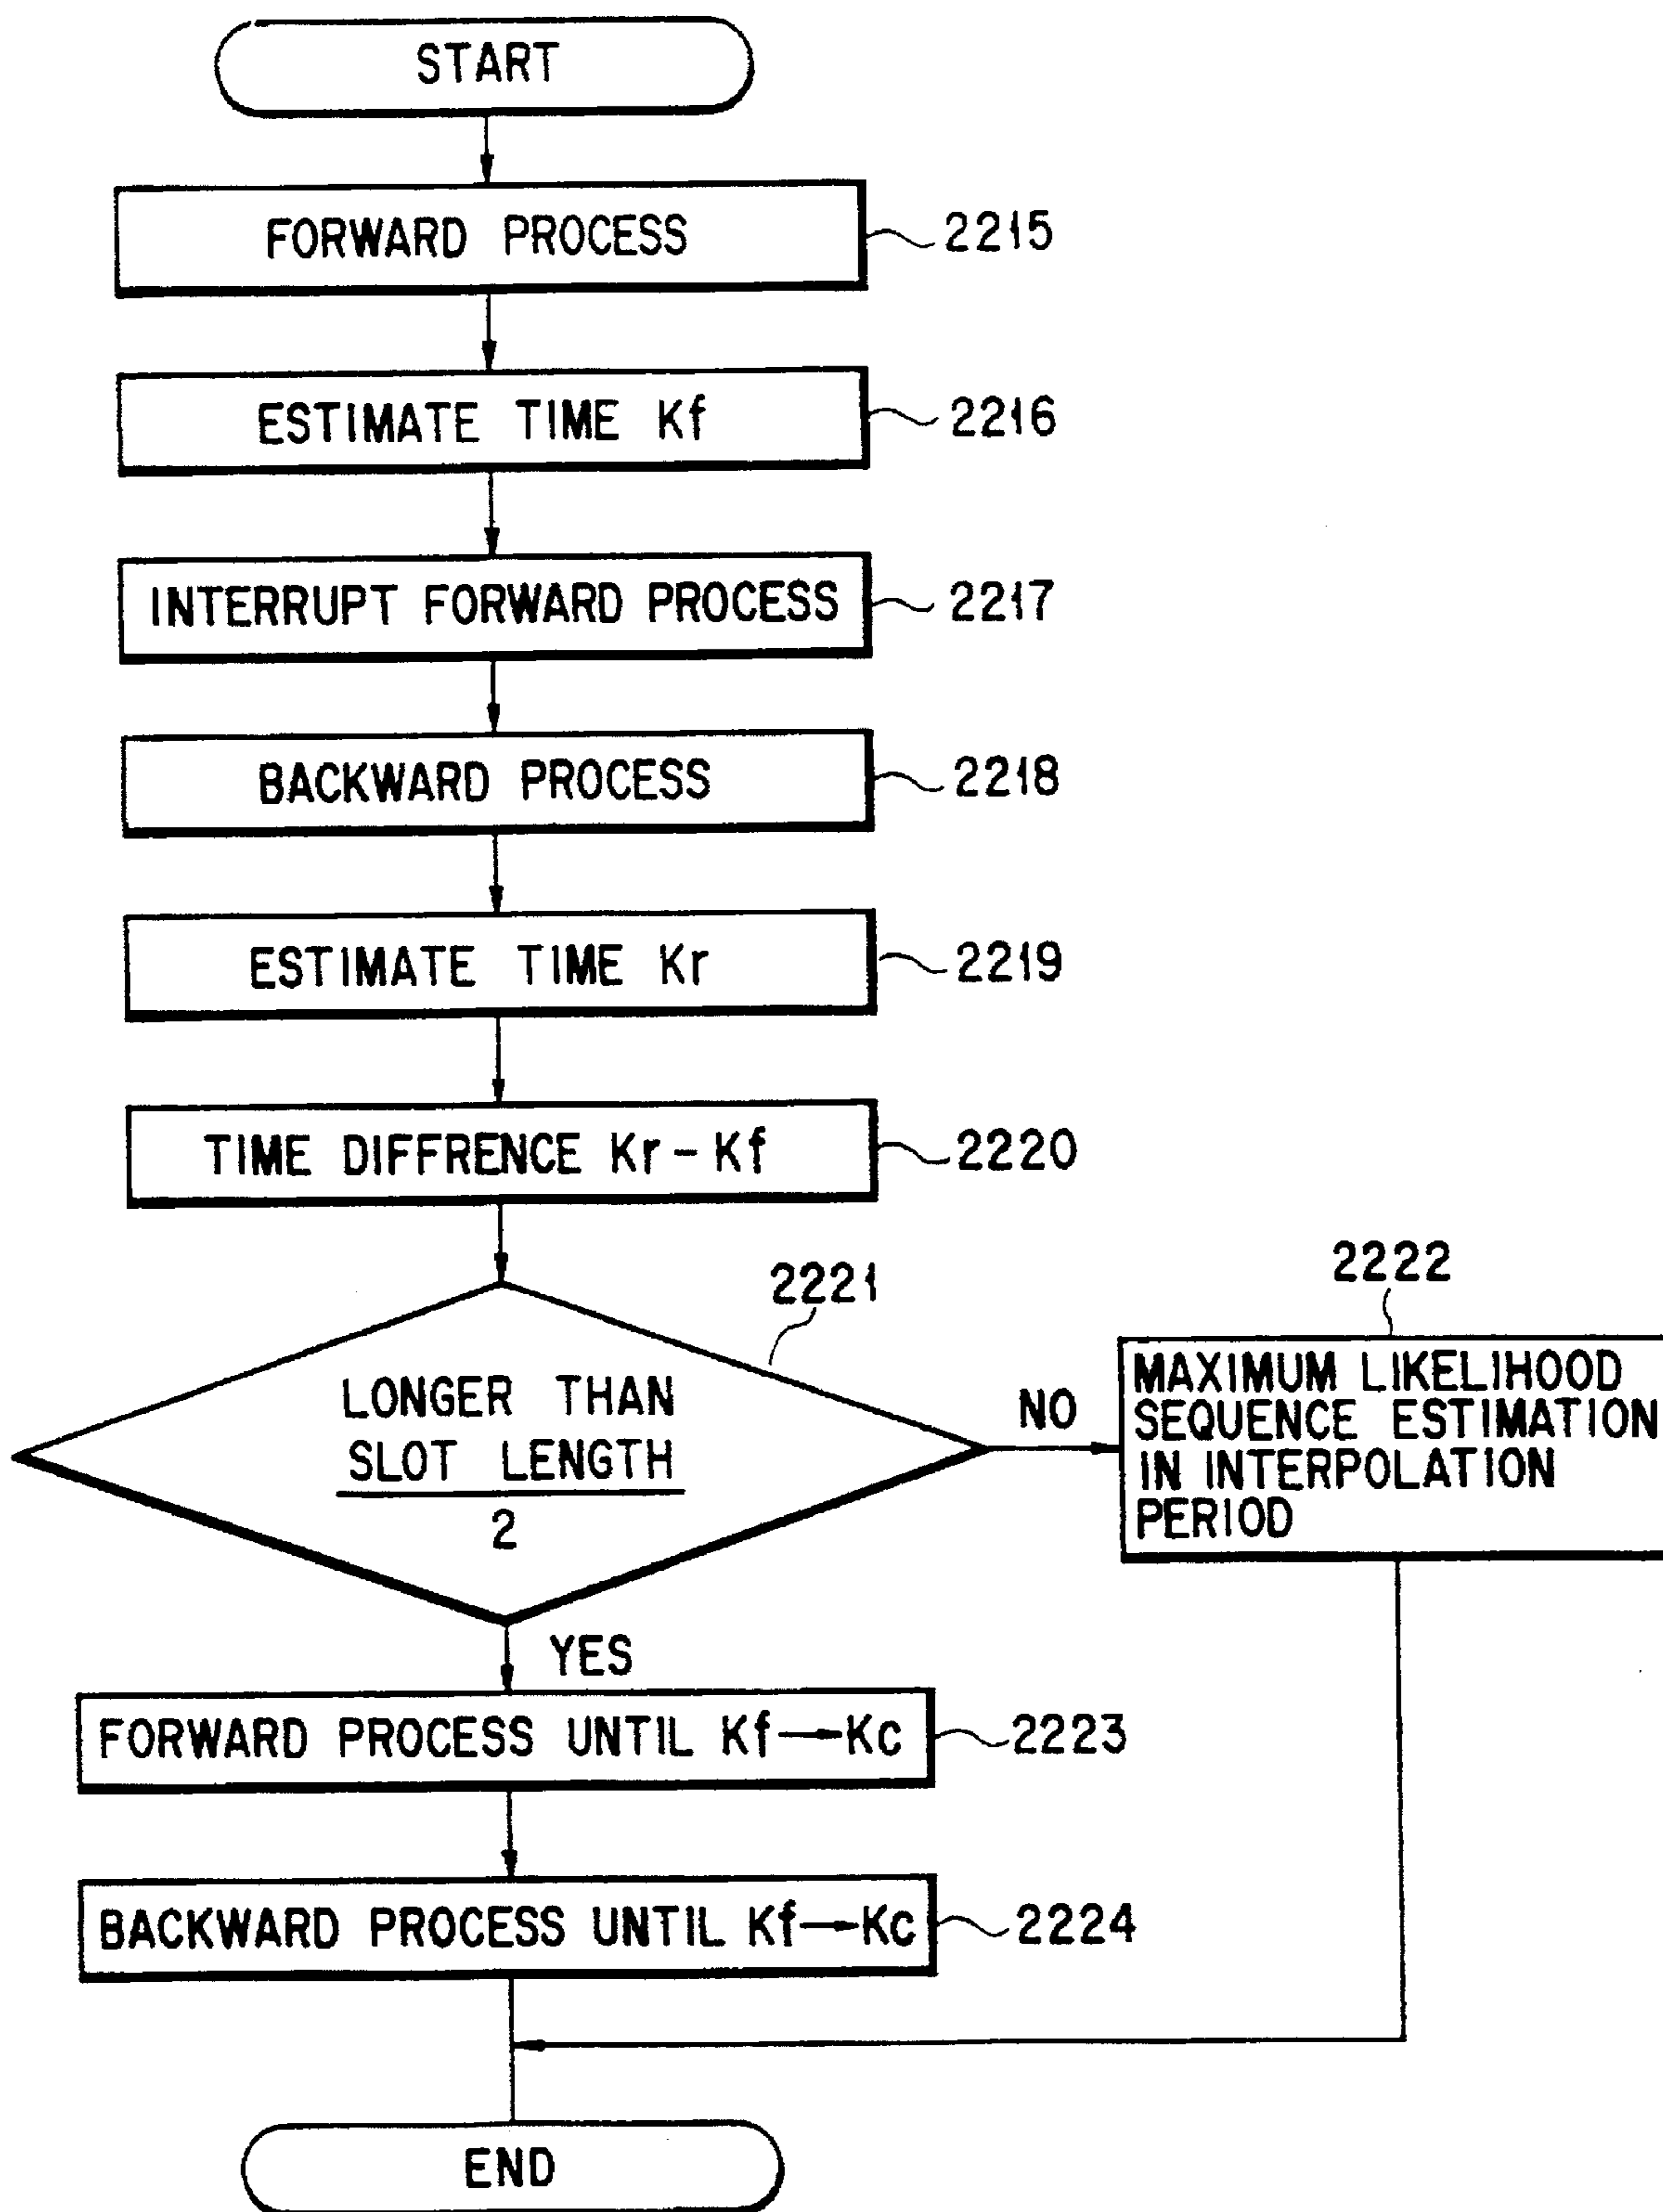 START
FORWARD PROCESS
2215
ESTIMATE TIME Kf
2216
INTERRUPT FORWARD PROCESS
2217
BACKWARD PROCESS
2218
ESTIMATE TIME Kr
2219
TIME DIFFRENCE Kr – Kf
2220
2221
LONGER THAN
SLOT LENGTH
2
NO
2222
MAXIMUM LIKELIHOOD
SEQUENCE ESTIMATION
IN INTERPOLATION
PERIOD
YES
FORWARD PROCESS UNTIL Kf→Kc
2223
BACKWARD PROCESS UNTIL Kf→Kc
2224
END